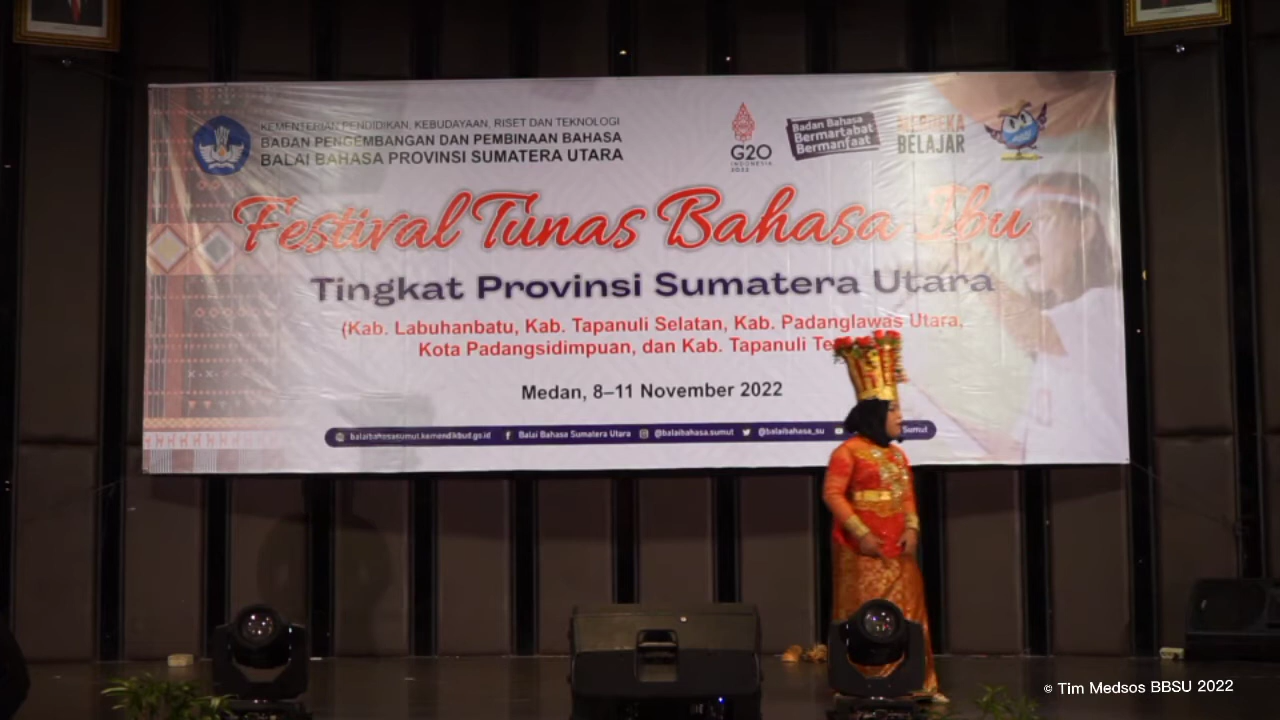 KEMENTERIAN PENDIDIKAN, KEBUDAYAAN, RISET DAN TEKNOLOGI
BADAN PENGEMBANGAN DAN PEMBINAAN BAHASA
BALAI BAHASA PROVINSI SUMATERA UTARA
G20
INDONESIA
2022
Badan Bahasa
Bermartabat
Bermanfaat
MERDEKA
BELAJAR
Festival Tunas Bahasa Ibu
Tingkat Provinsi Sumatera Utara
(Kab. Labuhanbatu, Kab. Tapanuli Selatan, Kab. Padanglawas Utara,
Kota Padangsidimpuan, dan Kab. Tapanuli Te
Medan, 8–11 November 2022
balaibahasasumut.kemendikbud.go.id Balai Bahasa Sumatera Utara @balaibahasa.sumut @balaibahasa_su Sumut
© Tim Medsos BBSU 2022